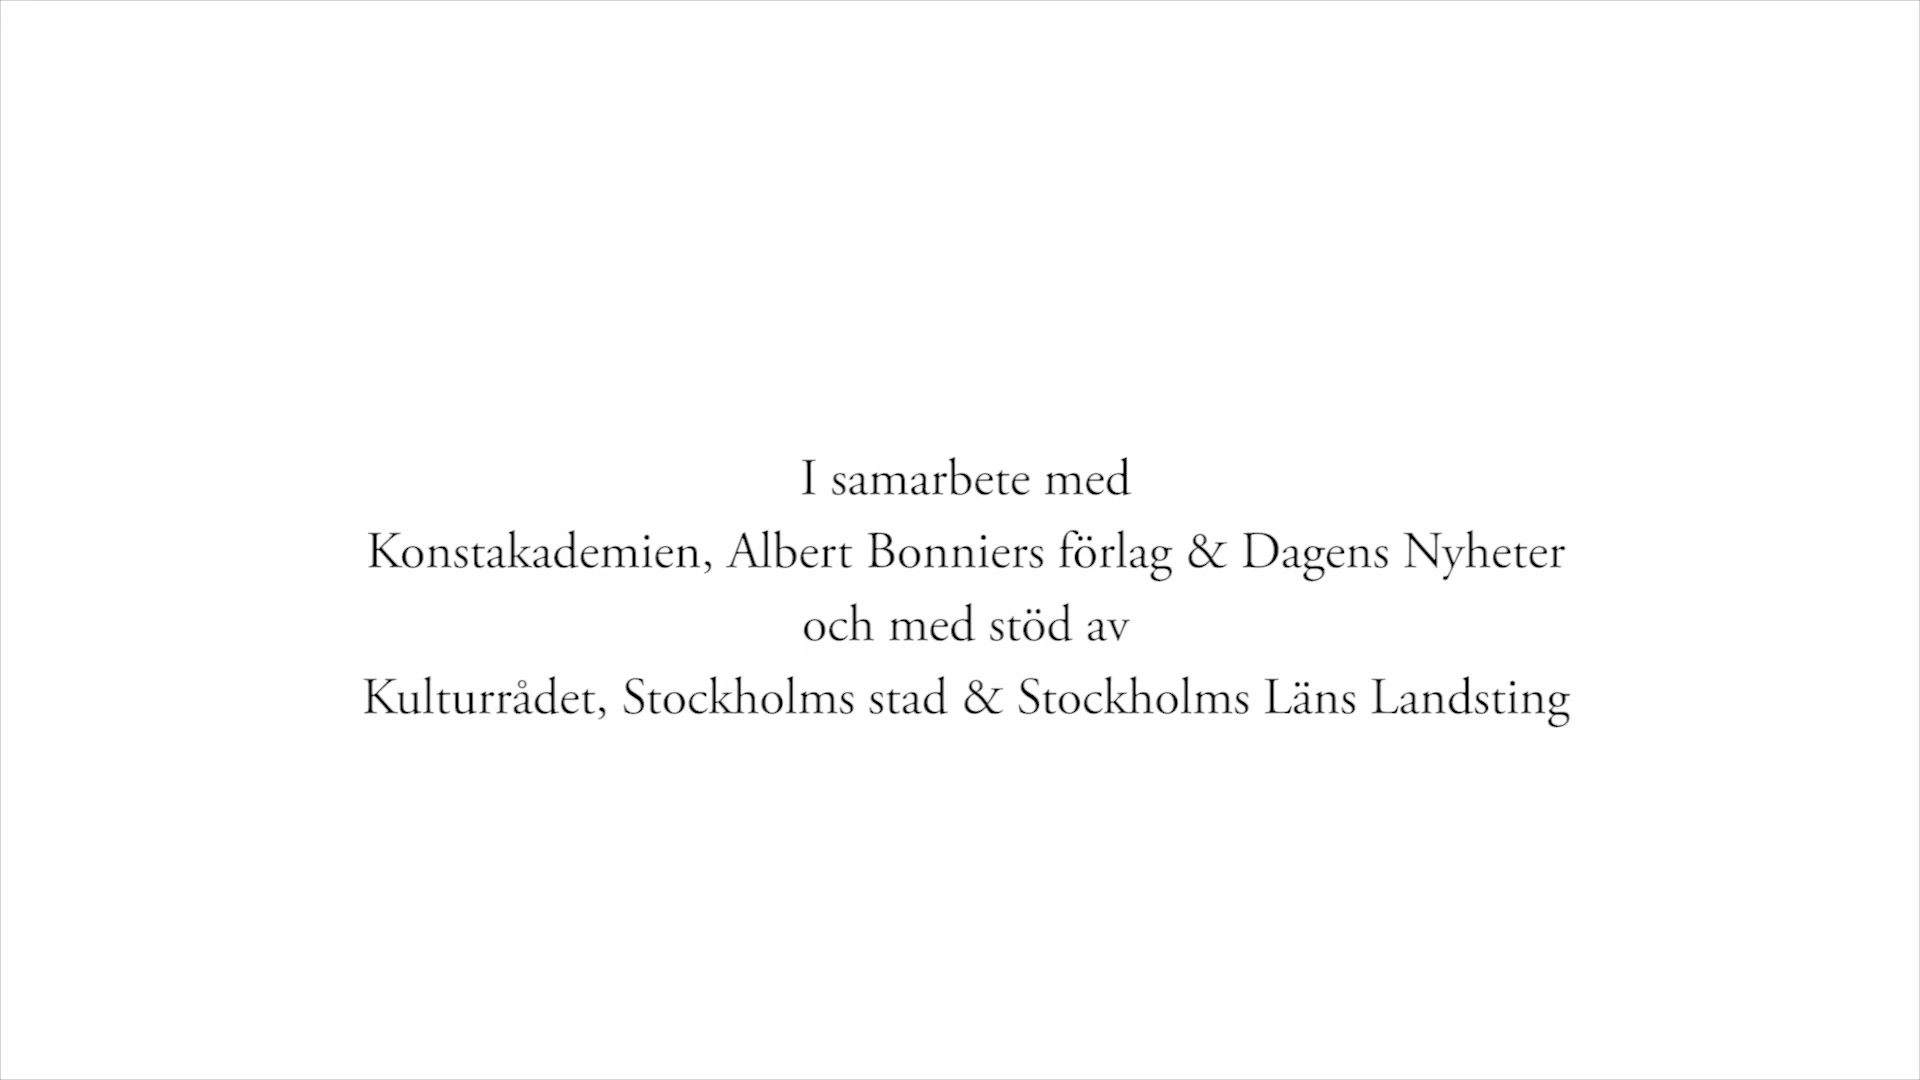 I samarbete med
Konstakademien, Albert Bonniers förlag & Dagens Nyheter
och med stöd av
Kulturrådet, Stockholms stad & Stockholms Läns Landsting